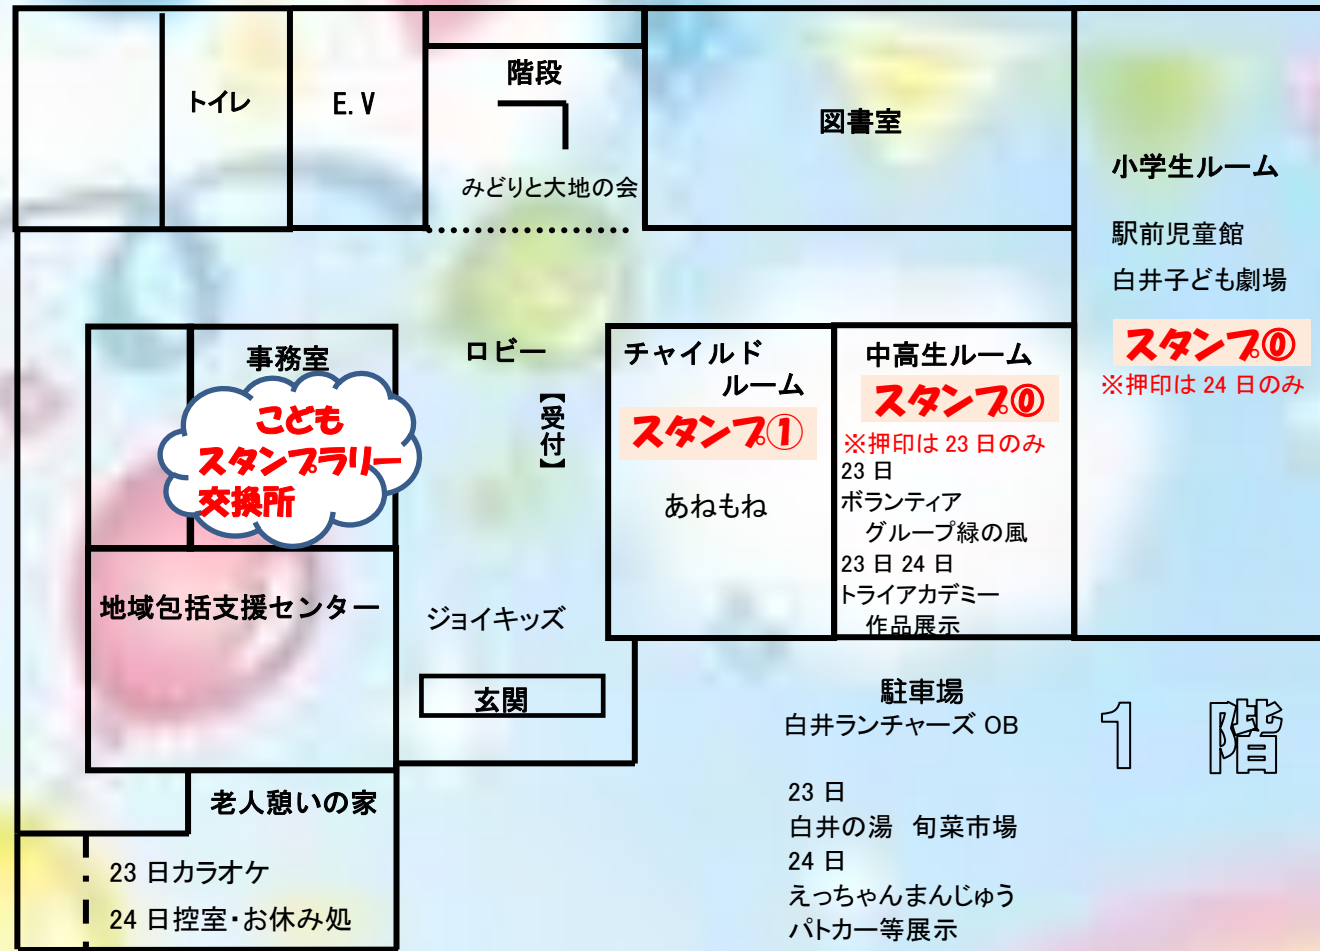 トイレ
E.V
階段
みどりと大地の会
図書室
小学生ルーム
駅前児童館
白井子ども劇場
スタンプ⓪
※押印は 24 日のみ
事務室
こども
スタンプラリー
交換所
ロビー
【受付】
チャイルド
ルーム
スタンプ①
あねもね
中高生ルーム
スタンプ⓪
※押印は 23 日のみ
23 日
ボランティア
グループ緑の風
23 日 24 日
トライアカデミー
作品展示
地域包括支援センター
ジョイキッズ
玄関
老人憩いの家
23 日カラオケ
24 日控室・お休み処
駐車場
白井ランチャーズ OB
23 日
白井の湯 旬菜市場
24 日
えっちゃんまんじゅう
パトカー等展示
1 階